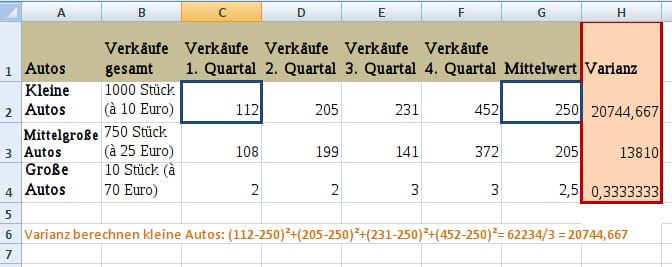 A B C D E F G H
1 Autos Verkäufe gesamt Verkäufe 1. Quartal Verkäufe 2. Quartal Verkäufe 3. Quartal Verkäufe 4. Quartal Mittelwert Varianz
2 Kleine Autos 1000 Stück (à 10 Euro) 112 205 231 452 250 20744,667
3 Mittelgroße Autos 750 Stück (à 25 Euro) 108 199 141 372 205 13810
4 Große Autos 10 Stück (à 70 Euro) 2 2 3 3 2,5 0,3333333
5
6 Varianz berechnen kleine Autos: (112-250)²+(205-250)²+(231-250)²+(452-250)²= 62234/3 = 20744,667
7